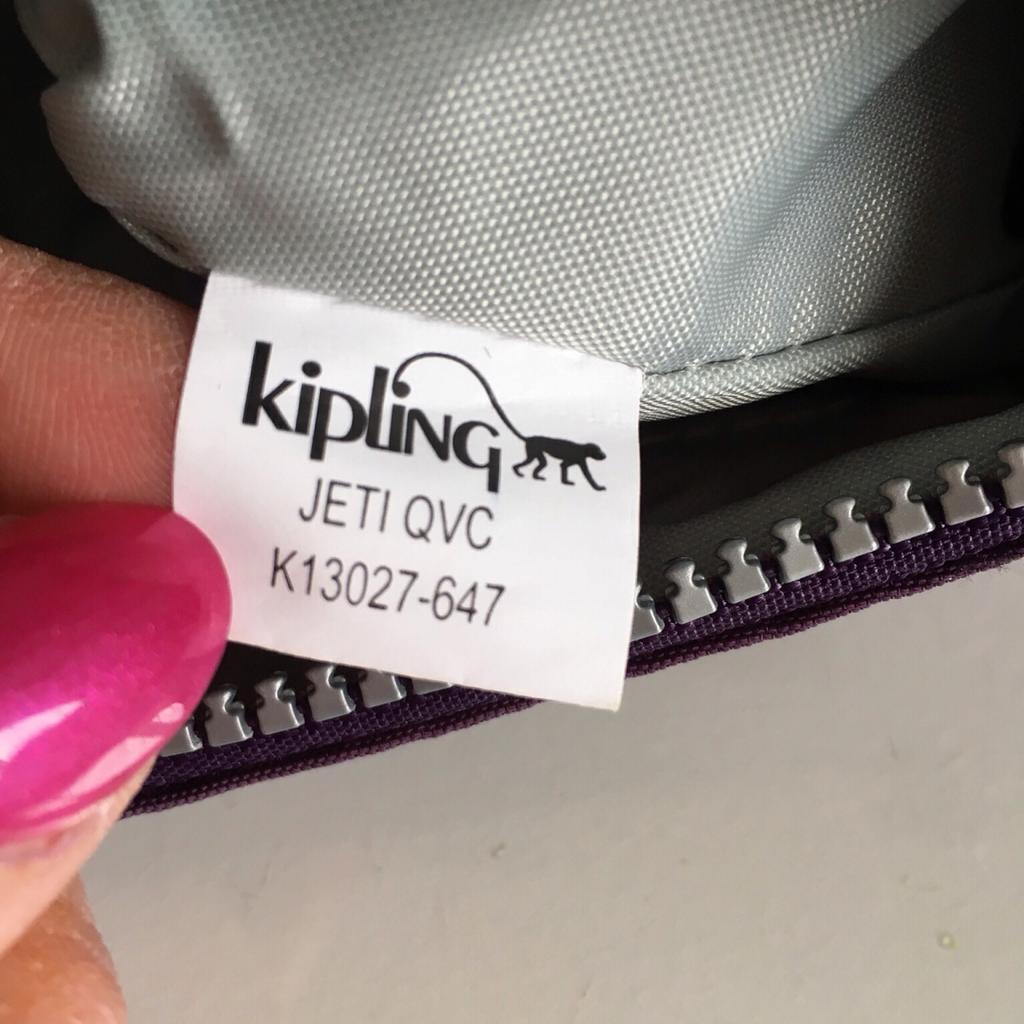 kipling
JETI QVC
K13027-647